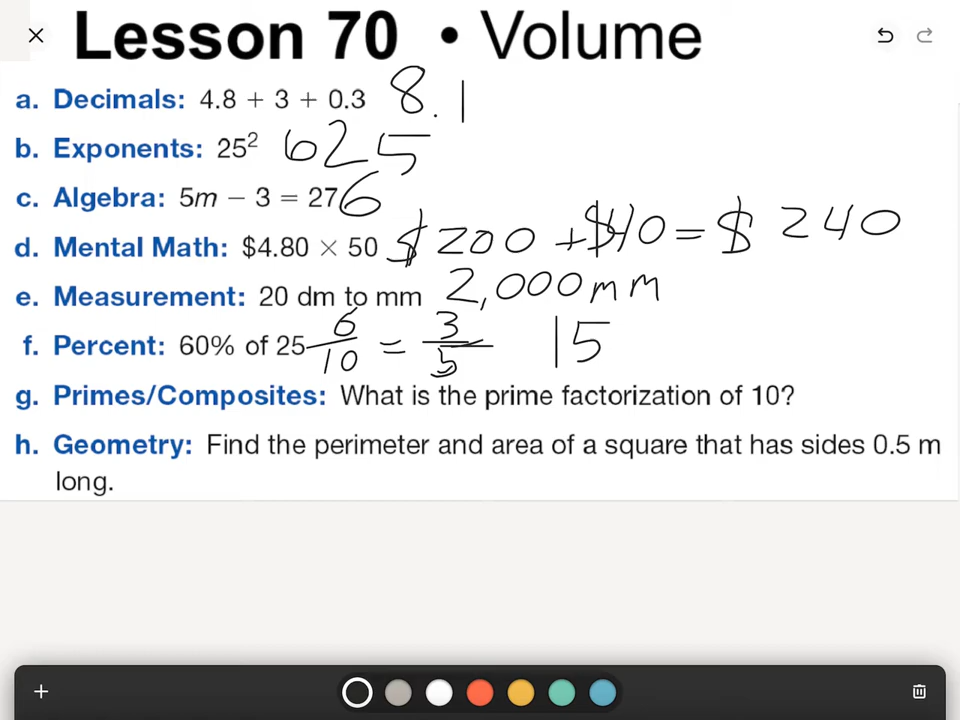 Lesson 70 • Volume
a. Decimals: 4.8 + 3 + 0.3 8.1
b. Exponents: 25² 625
c. Algebra: 5m − 3 = 27 6
d. Mental Math: $4.80 × 50 $200 + $40 = $240
e. Measurement: 20 dm to mm 2,000mm
f. Percent: 60% of 25 6/10 = 3/5 15
g. Primes/Composites: What is the prime factorization of 10?
h. Geometry: Find the perimeter and area of a square that has sides 0.5 m
long.